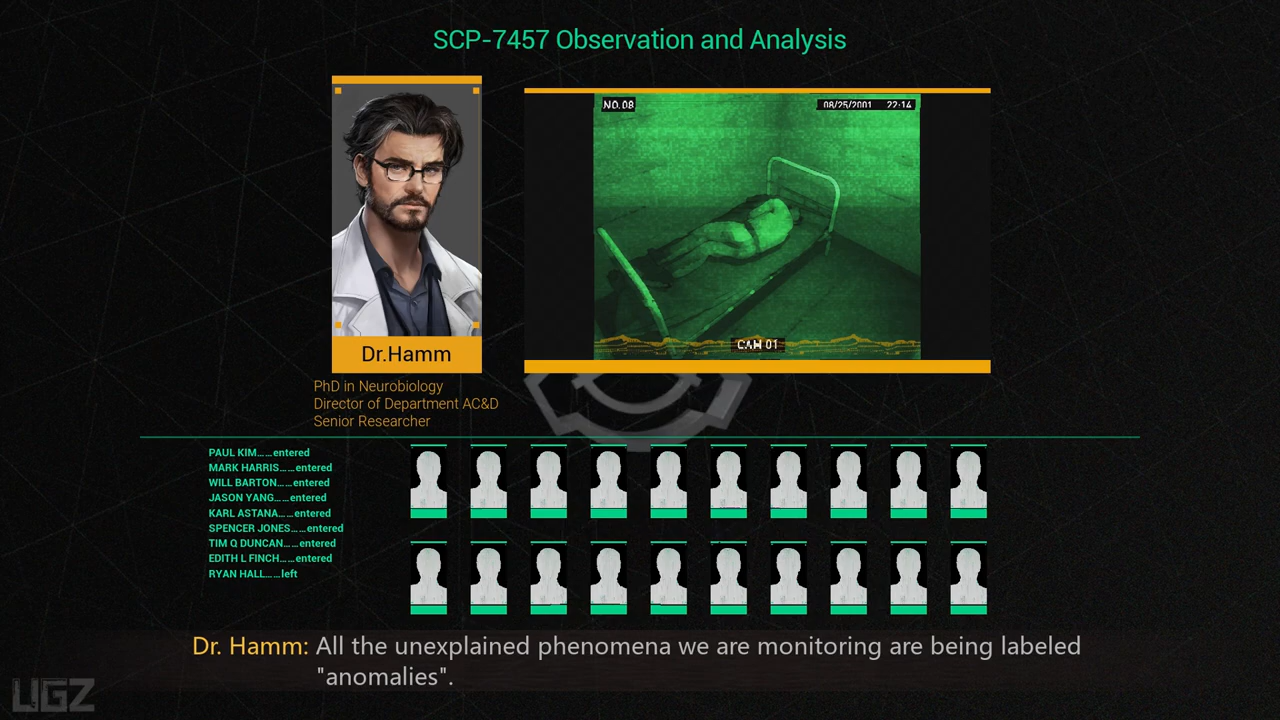 SCP-7457 Observation and Analysis
NO.08
08/25/2001 22:14
CAM 01
Dr.Hamm
PhD in Neurobiology
Director of Department AC&D
Senior Researcher
PAUL KIM......entered
MARK HARRIS......entered
WILL BARTON......entered
JASON YANG......entered
KARL ASTANA......entered
SPENCER JONES......entered
TIM Q DUNCAN......entered
EDITH L FINCH......entered
RYAN HALL......left
Dr. Hamm: All the unexplained phenomena we are monitoring are being labeled
"anomalies".
UGZ